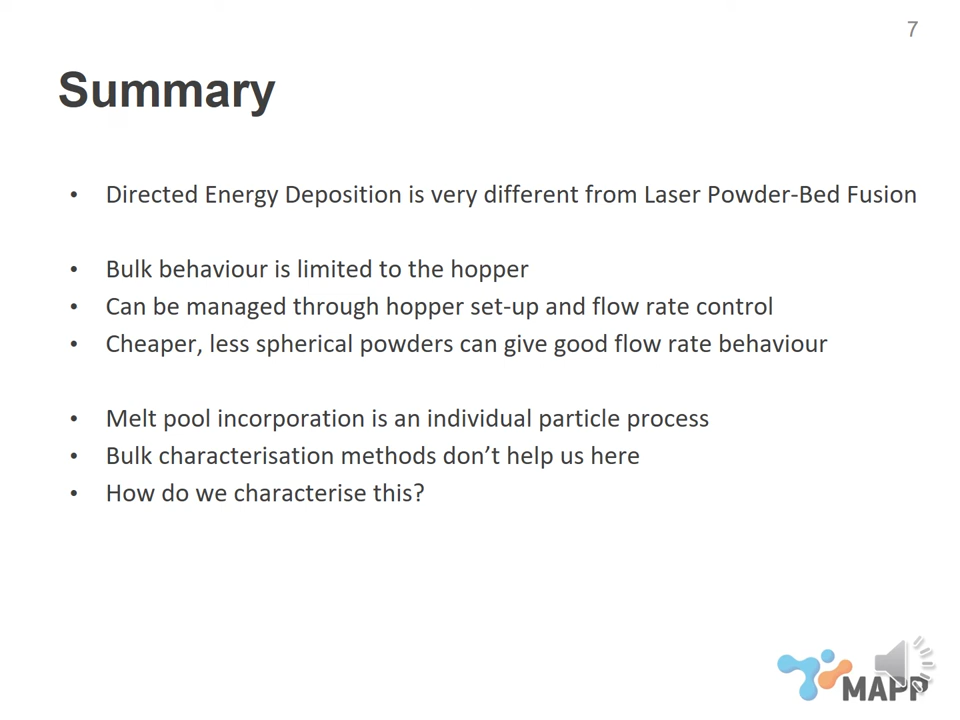 7
Summary
• Directed Energy Deposition is very different from Laser Powder-Bed Fusion
• Bulk behaviour is limited to the hopper
• Can be managed through hopper set-up and flow rate control
• Cheaper, less spherical powders can give good flow rate behaviour
• Melt pool incorporation is an individual particle process
• Bulk characterisation methods don’t help us here
• How do we characterise this?
MAPP